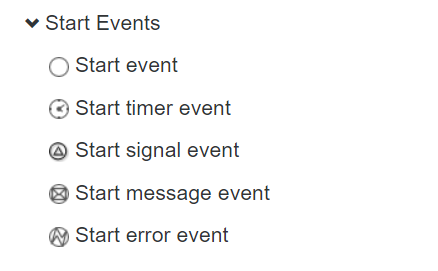 Start Events
Start event
Start timer event
Start signal event
Start message event
Start error event